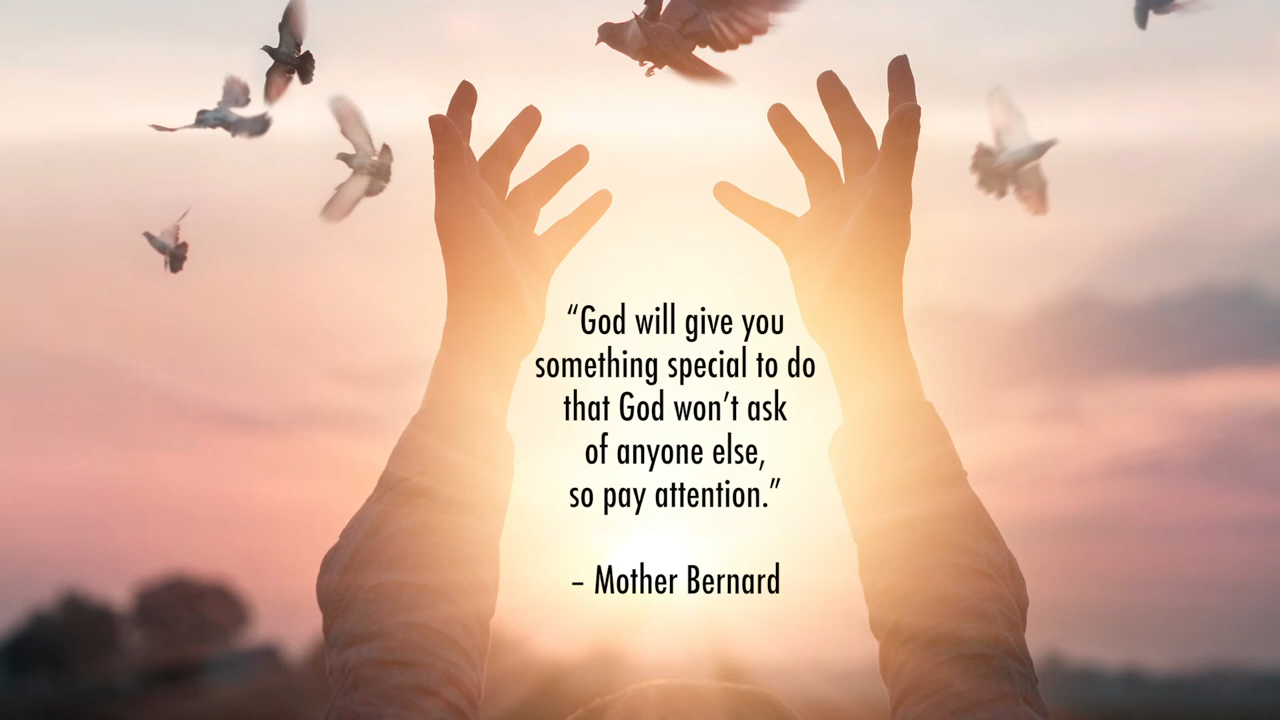 “God will give you
something special to do
that God won’t ask
of anyone else,
so pay attention.”
– Mother Bernard